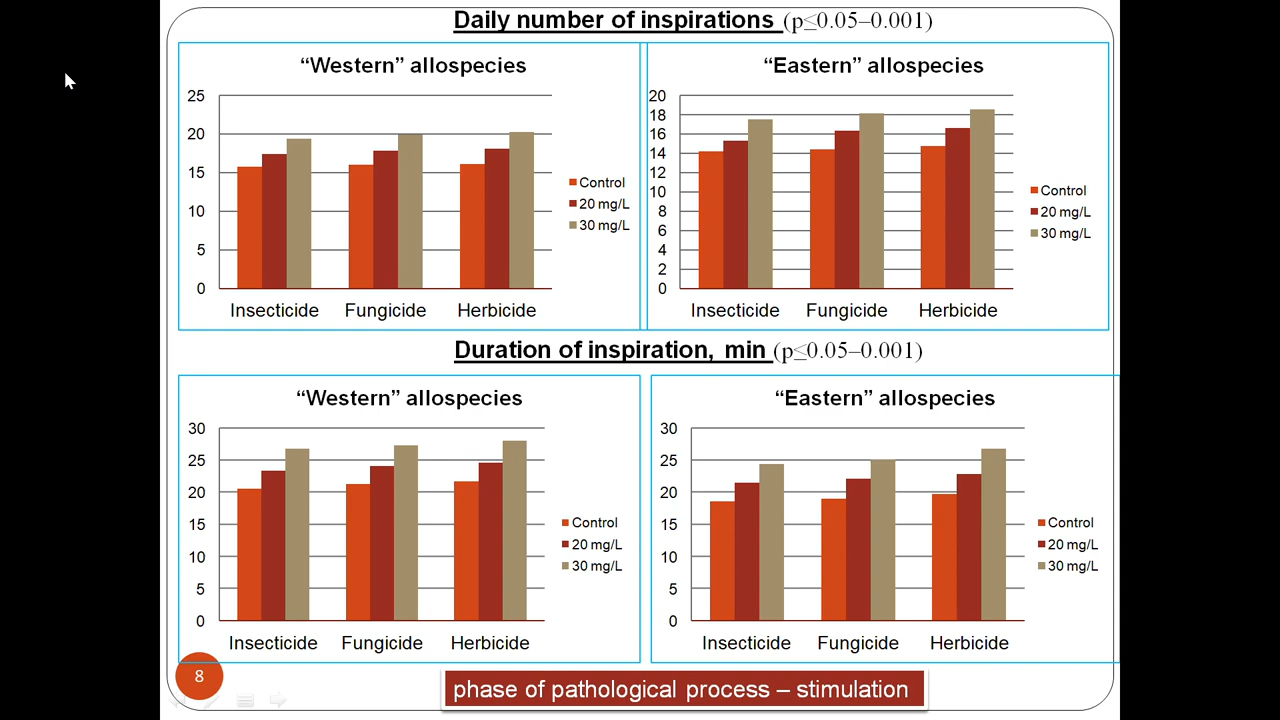 Daily number of inspirations (p≤0.05–0.001)
“Western” allospecies
25
20
15
10
5
0
Insecticide Fungicide Herbicide
Control
20 mg/L
30 mg/L
“Eastern” allospecies
20
18
16
14
12
10
8
6
4
2
0
Insecticide Fungicide Herbicide
Control
20 mg/L
30 mg/L
Duration of inspiration, min (p≤0.05–0.001)
“Western” allospecies
30
25
20
15
10
5
0
Insecticide Fungicide Herbicide
Control
20 mg/L
30 mg/L
“Eastern” allospecies
30
25
20
15
10
5
0
Insecticide Fungicide Herbicide
Control
20 mg/L
30 mg/L
8
phase of pathological process – stimulation